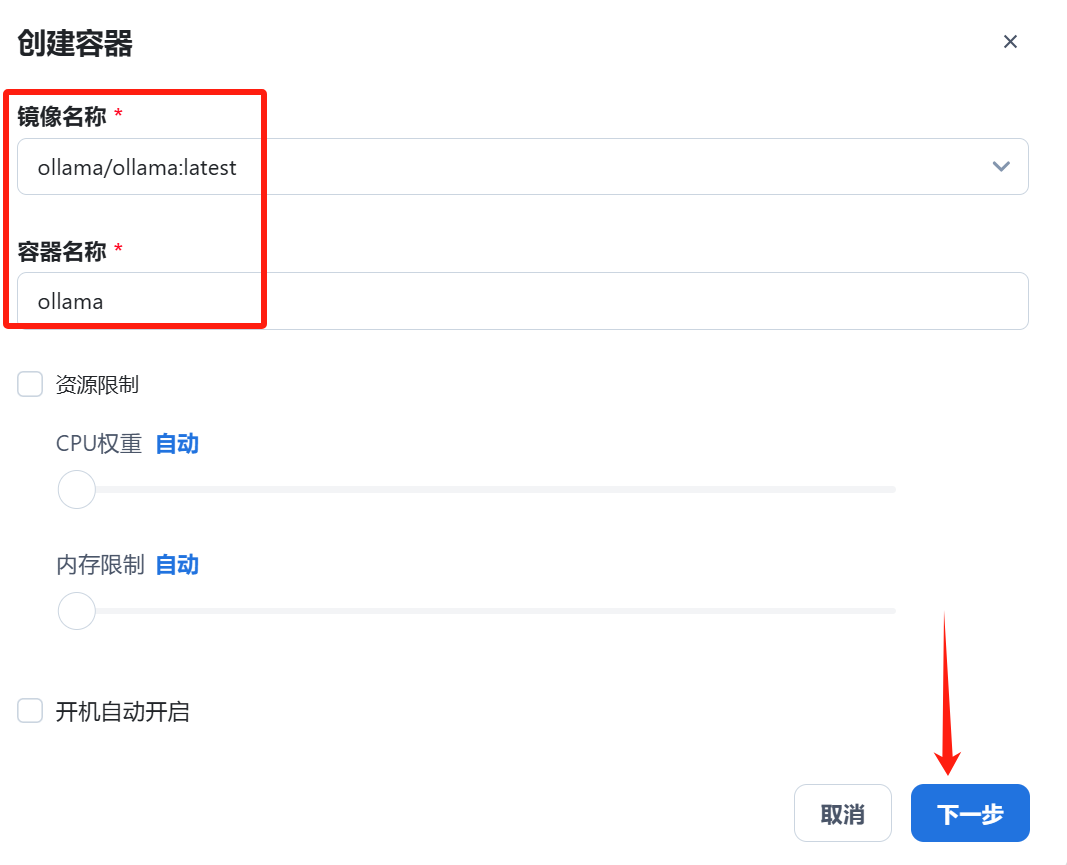 创建容器
镜像名称 *
ollama/ollama:latest
容器名称 *
ollama
资源限制
CPU权重 自动
内存限制 自动
开机自动开启
取消 下一步